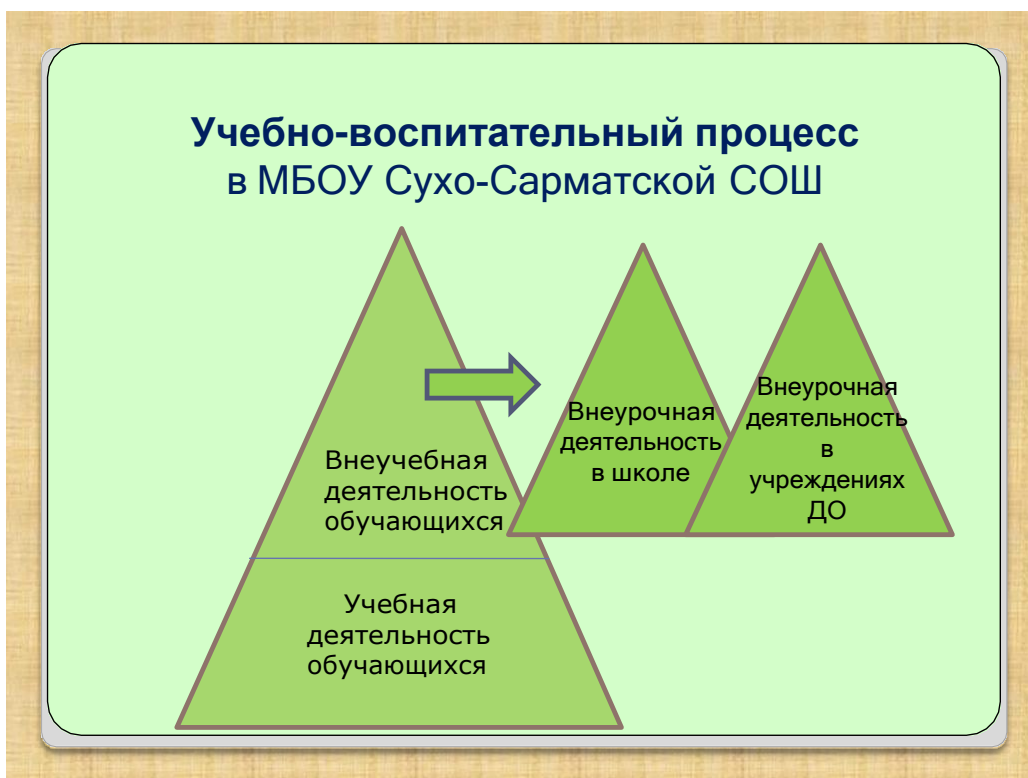 Учебно-воспитательный процесс
в МБОУ Сухо-Сарматской СОШ
Внеучебная
деятельность
обучающихся
Учебная
деятельность
обучающихся
Внеурочная
деятельность
в школе
Внеурочная
деятельность
в
учреждениях
ДО